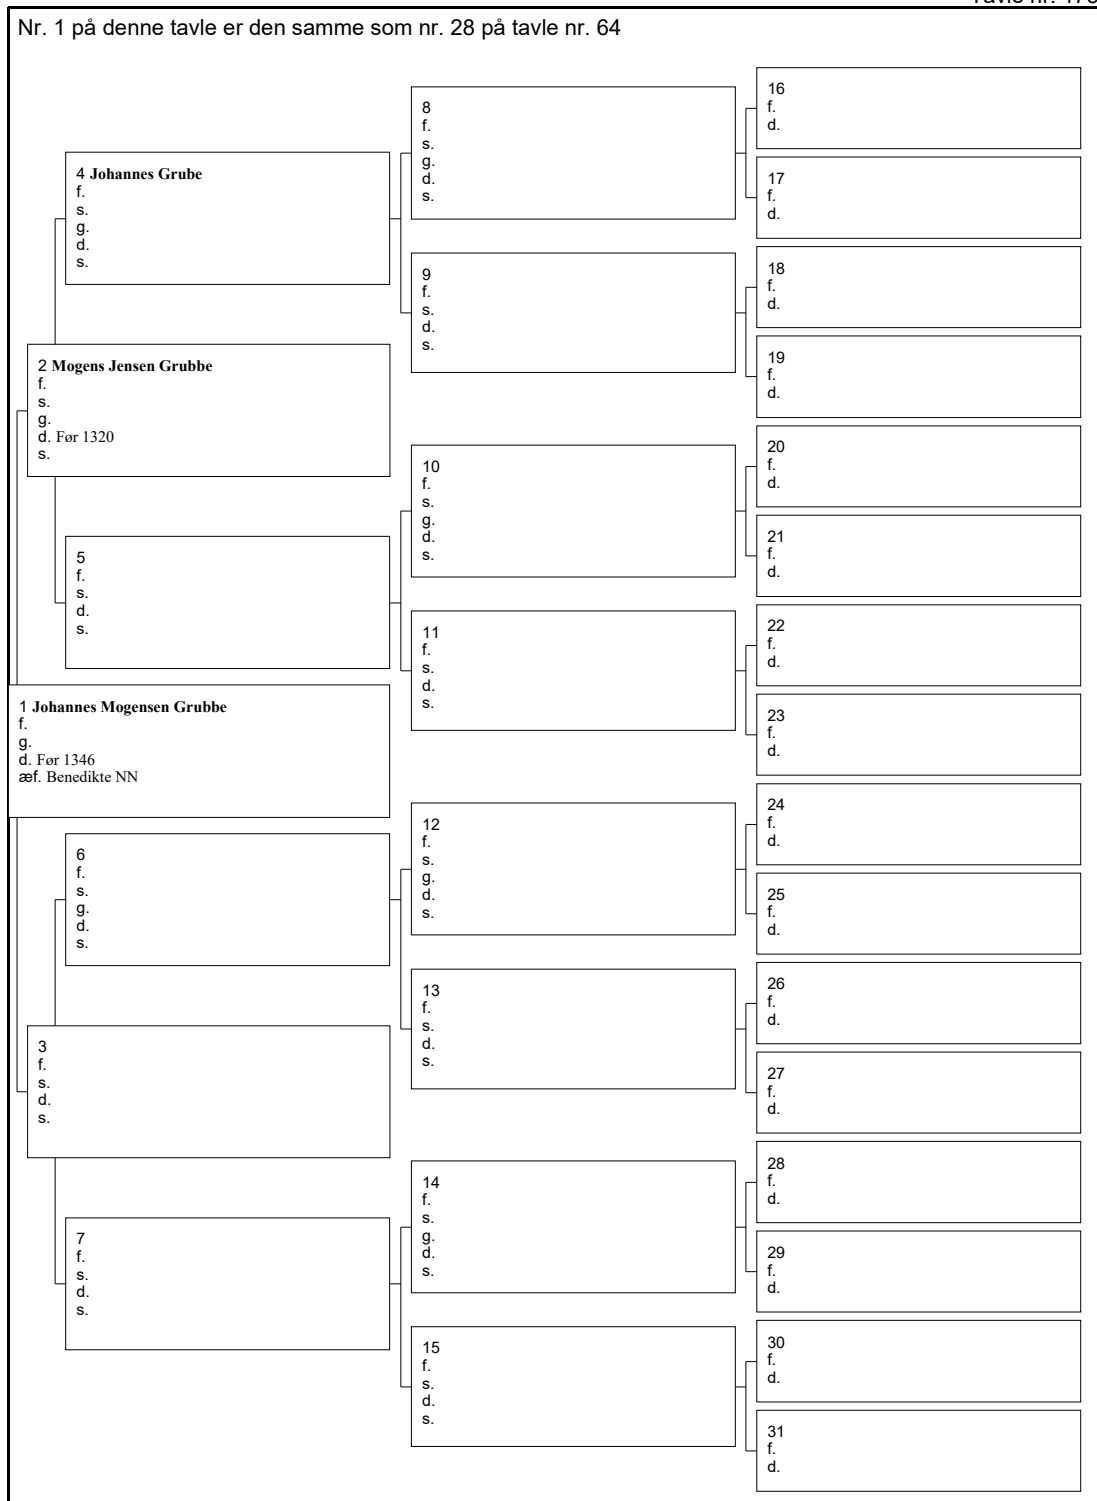 Nr. 1 på denne tavle er den samme som nr. 28 på tavle nr. 64
16
f.
d.
8
f.
s.
g.
d.
s.
4 Johannes Grube
f.
s.
g.
d.
s.
17
f.
d.
18
f.
d.
9
f.
s.
d.
s.
19
f.
d.
2 Mogens Jensen Grubbe
f.
s.
g.
d. Før 1320
s.
20
f.
d.
10
f.
s.
g.
d.
s.
21
f.
d.
5
f.
s.
d.
s.
22
f.
d.
11
f.
s.
d.
s.
23
f.
d.
1 Johannes Mogensen Grubbe
f.
g.
d. Før 1346
æf. Benedikte NN
24
f.
d.
12
f.
s.
g.
d.
s.
6
f.
s.
g.
d.
s.
25
f.
d.
26
f.
d.
13
f.
s.
d.
s.
3
f.
s.
d.
s.
27
f.
d.
28
f.
d.
14
f.
s.
g.
d.
s.
7
f.
s.
d.
s.
29
f.
d.
30
f.
d.
15
f.
s.
d.
s.
31
f.
d.